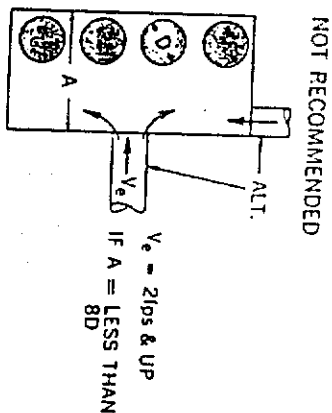 NOT RECOMMENDED
ALT.
D
A
Ve
Ve = 2fps & UP
IF A = LESS THAN
8D